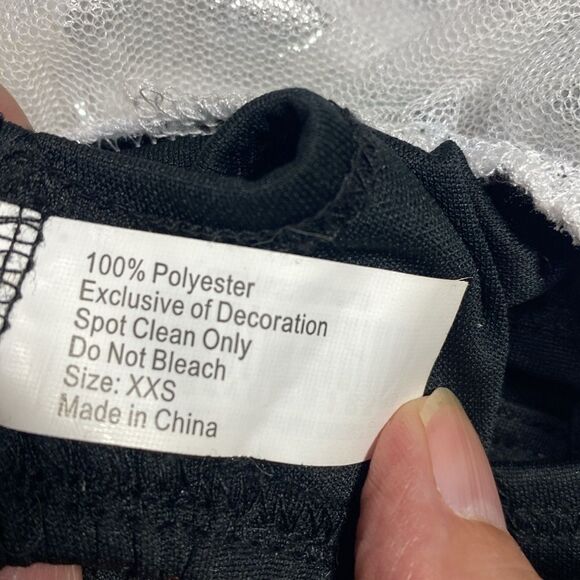 100% Polyester
Exclusive of Decoration
Spot Clean Only
Do Not Bleach
Size: XXS
Made in China